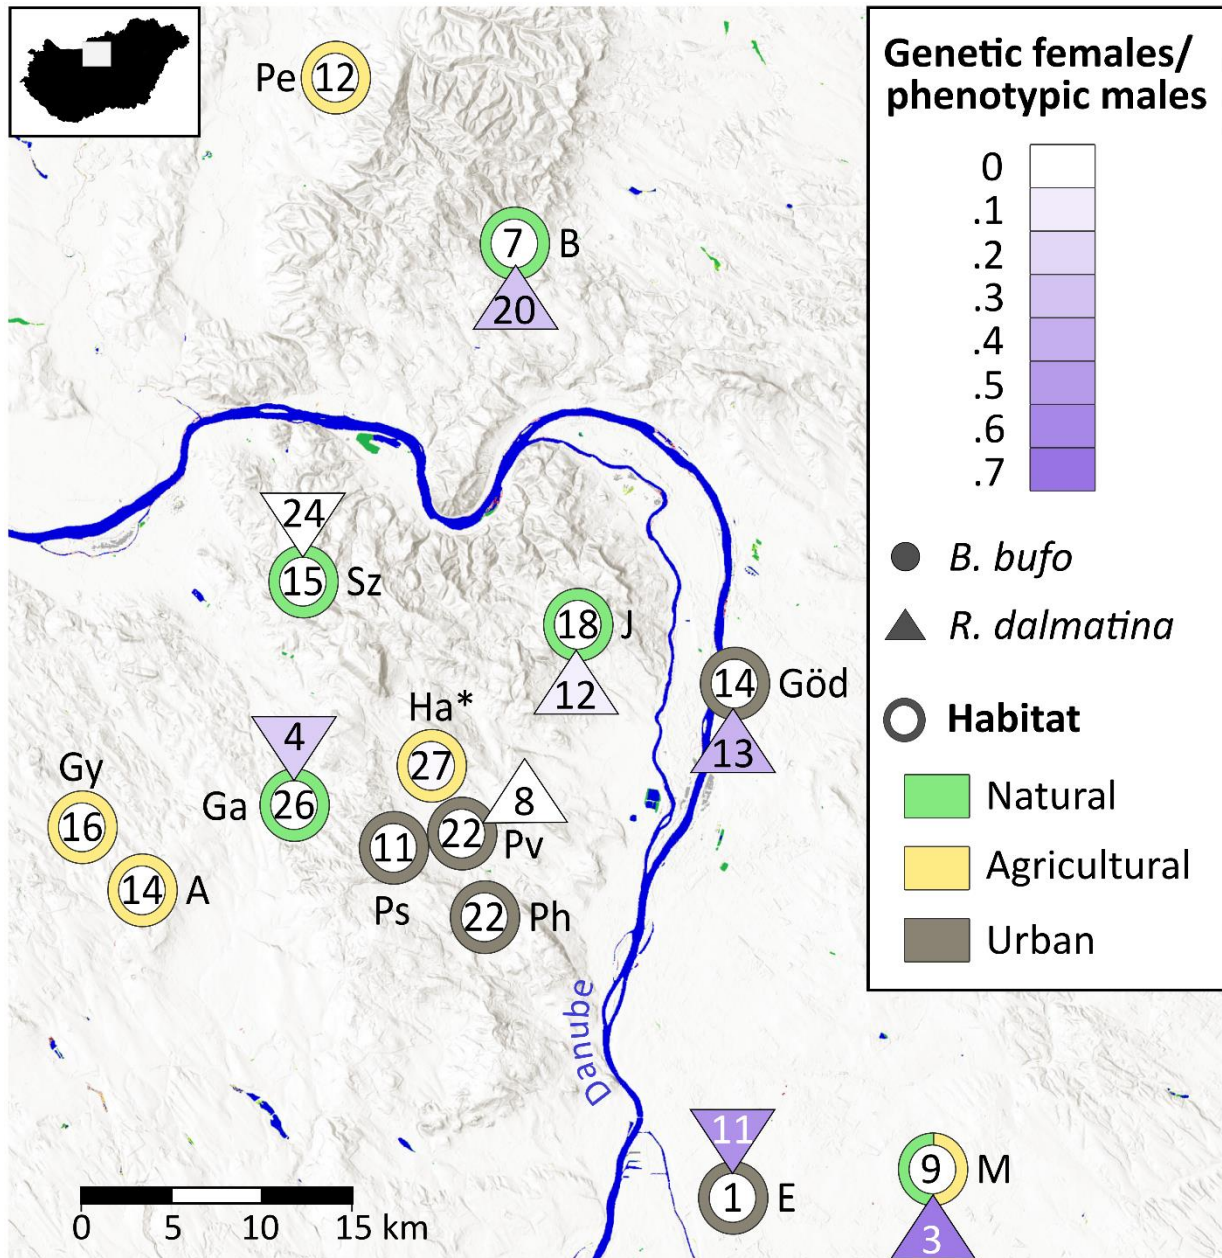 Pe
12
7
B
20
24
15
Sz
18
J
12
14
Göd
13
Ha*
27
4
26
Ga
Gy
16
14
A
8
22
Pv
11
Ps
22
Ph
Danube
11
1
E
9
M
3
0
5
10
15 km
Genetic females/
phenotypic males
0
.1
.2
.3
.4
.5
.6
.7
B. bufo
R. dalmatina
Habitat
Natural
Agricultural
Urban